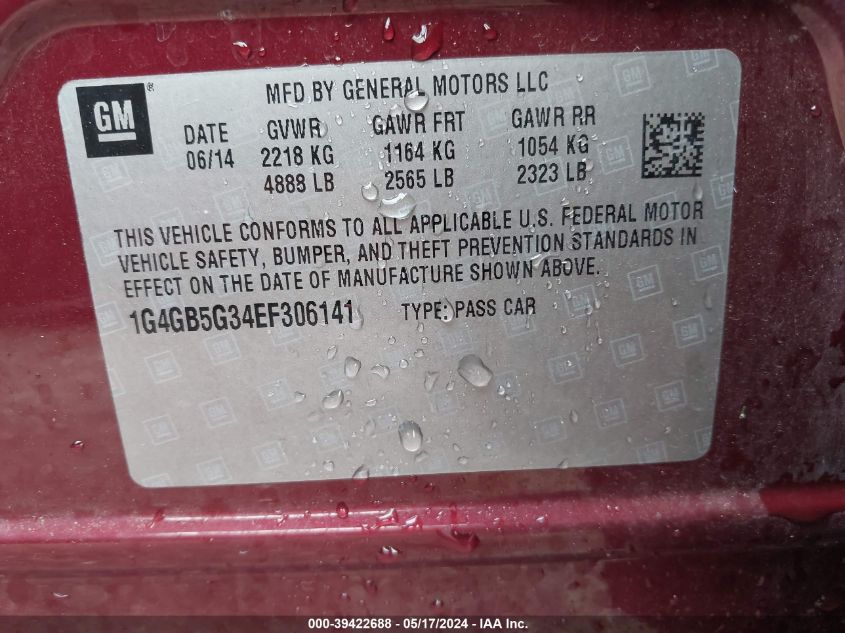 GM ®
MFD BY GENERAL MOTORS LLC
DATE GVWR GAWR FRT GAWR RR
06/14 2218 KG 1164 KG 1054 KG
4888 LB 2565 LB 2323 LB
THIS VEHICLE CONFORMS TO ALL APPLICABLE U.S. FEDERAL MOTOR
VEHICLE SAFETY, BUMPER, AND THEFT PREVENTION STANDARDS IN
EFFECT ON THE DATE OF MANUFACTURE SHOWN ABOVE.
1G4GB5G34EF306141 TYPE: PASS CAR
000-39422688 - 05/17/2024 - IAA Inc.